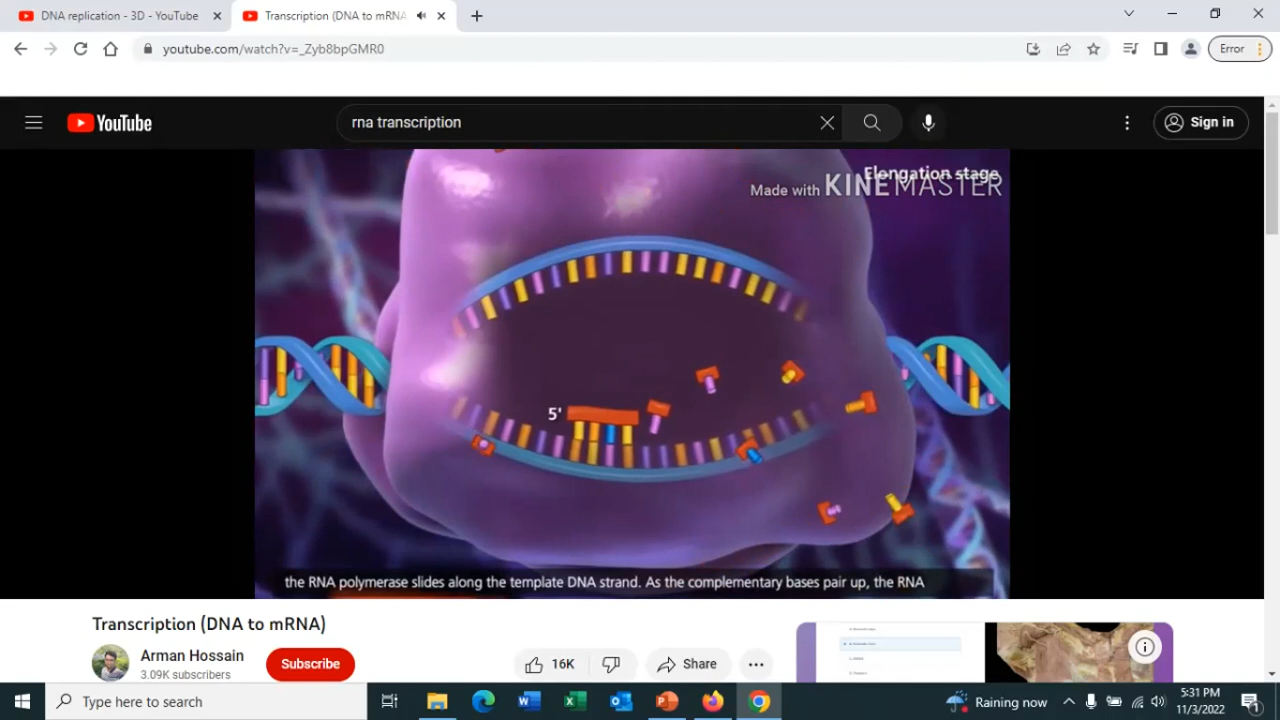 DNA replication - 3D - YouTube
Transcription (DNA to mRNA
youtube.com/watch?v=_Zyb8bpGMR0
Error
YouTube
rna transcription
Sign in
Elongation stage
Made with KINEMASTER
5'
the RNA polymerase slides along the template DNA strand. As the complementary bases pair up, the RNA
Transcription (DNA to mRNA)
Arman Hossain
3.09K subscribers
Subscribe
16K
Share
Type here to search
Raining now
5:31 PM
11/3/2022
1